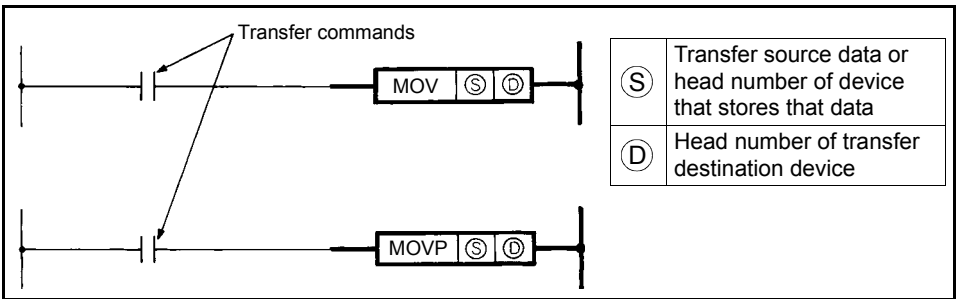 Transfer commands
MOV Ⓢ Ⓓ
MOVP Ⓢ Ⓓ
Ⓢ Transfer source data or
head number of device
that stores that data
Ⓓ Head number of transfer
destination device